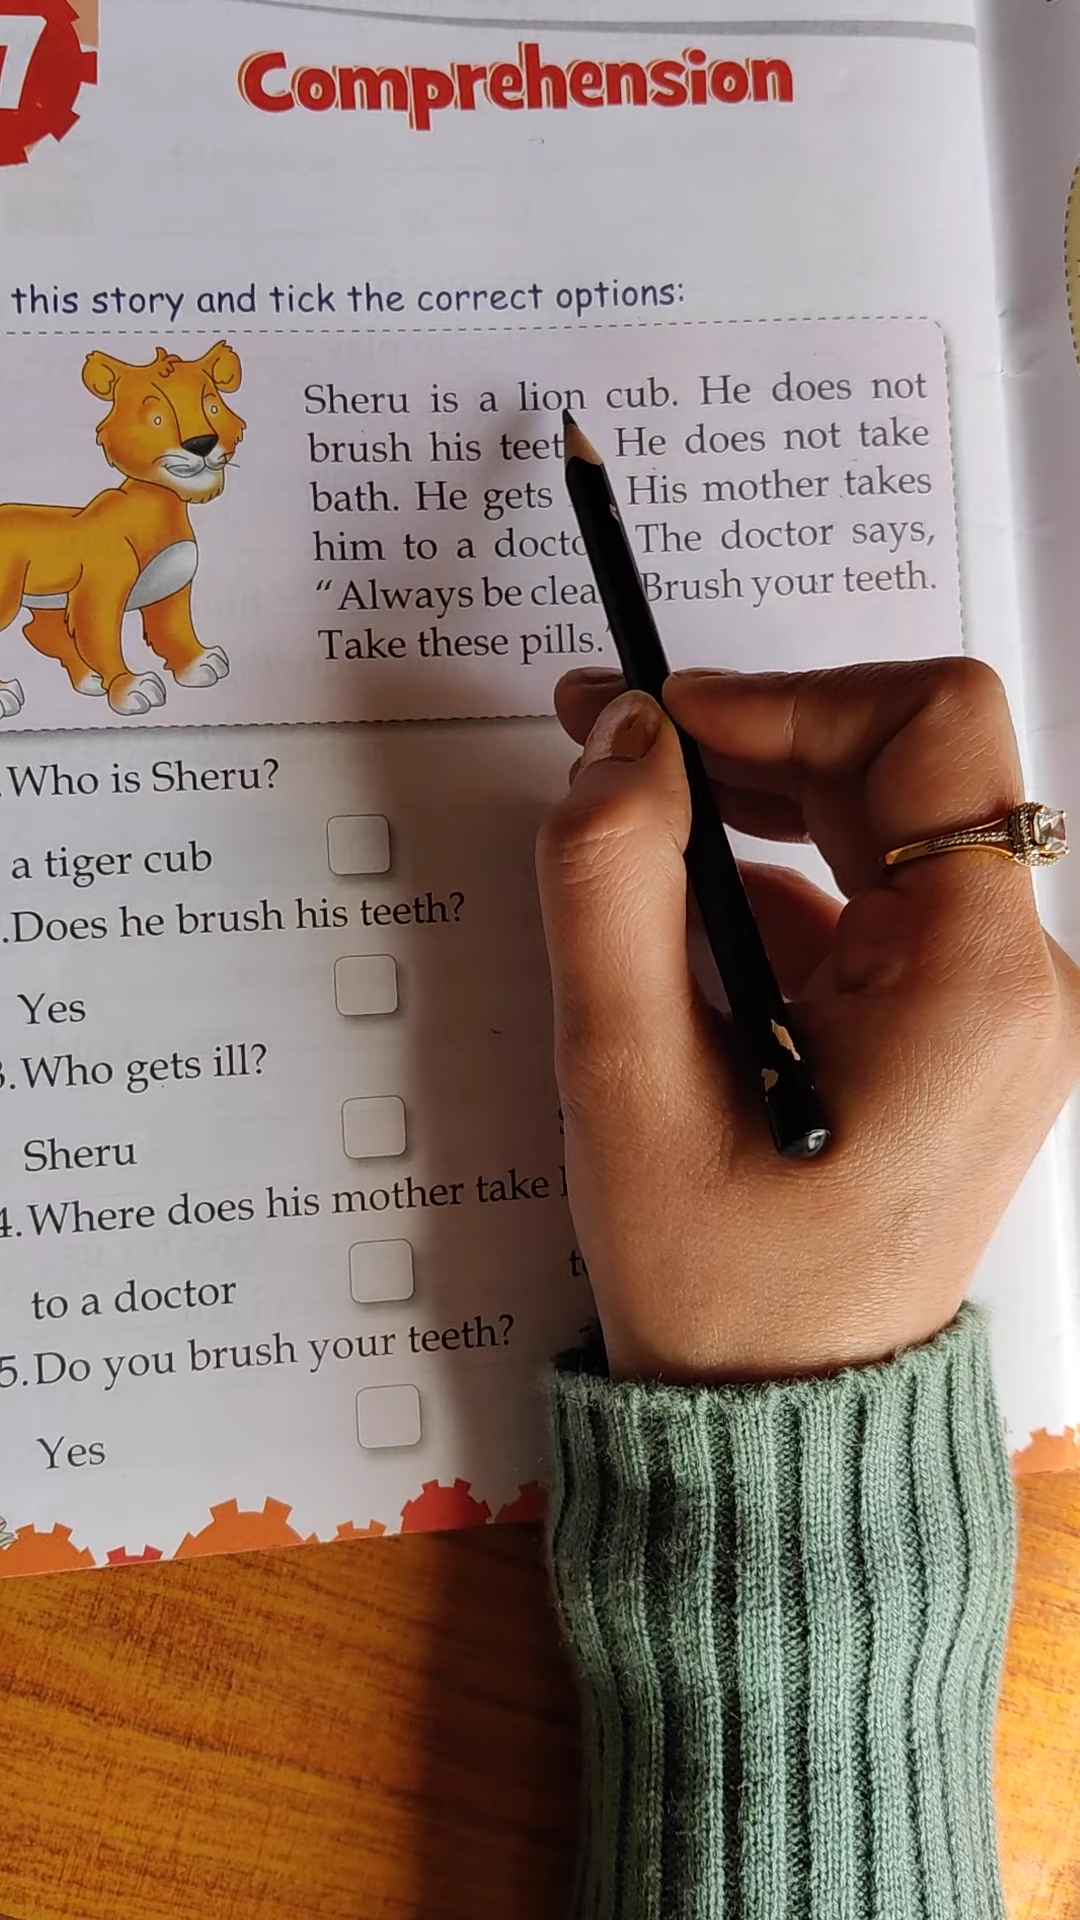 7
Comprehension
this story and tick the correct options:
Sheru is a lion cub. He does not
brush his He does not take
bath. He gets His mother takes
him to a The doctor says,
“Always be Brush your teeth.
Take these pills.
Who is Sheru?
a tiger cub
.Does he brush his teeth?
Yes
3.Who gets ill?
Sheru
4.Where does his mother take
to a doctor
5.Do you brush your teeth?
Yes